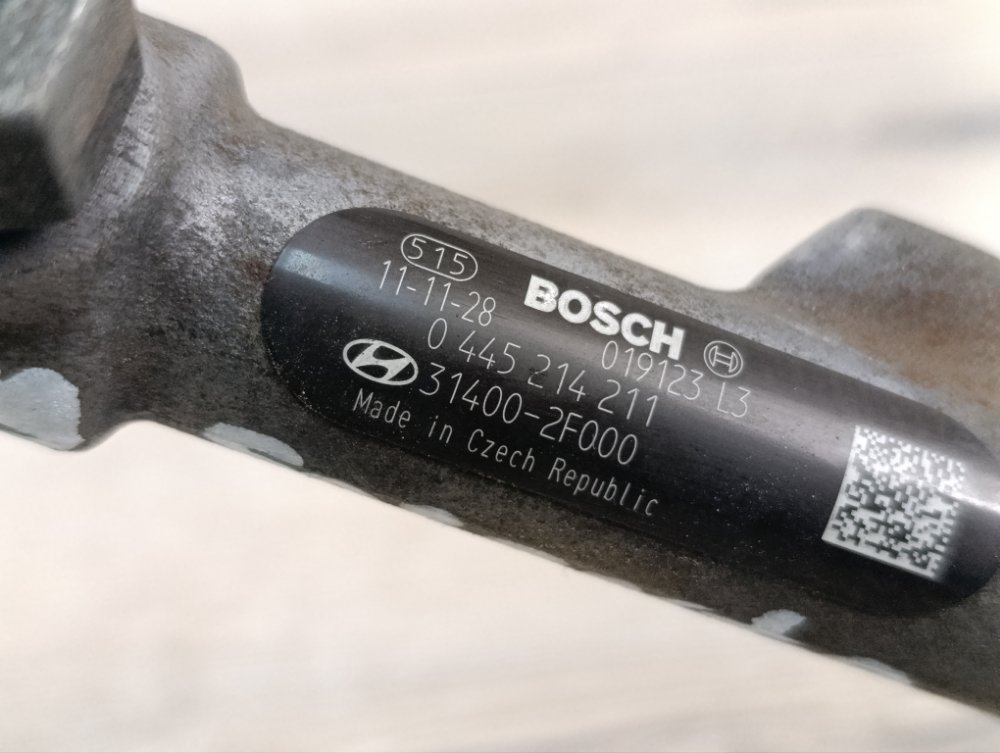 515
11-11-28
BOSCH
019123 L3
0 445 214 211
31400-2F000
Made in Czech Republic